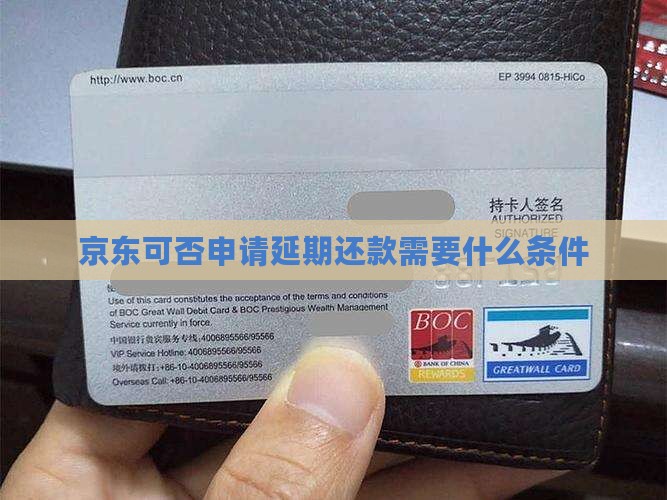 http://www.boc.cn
EP 3994 0815-HiCo
持卡人签名
AUTHORIZED
SIGNATURE
京东可否申请延期还款需要什么条件
Use of this card constitutes the acceptance of the terms and conditions
of BOC Great Wall Debit Card & BOC Prestigious Wealth Management
Service currently in force.
中国银行贵宾服务专线:4006895566/95566
VIP Service Hotline: 4006895566/95566
境外请拨打:+86-10-4006895566/95566
Overseas Call: +86-10-4006895566/95566
BOC
BANK OF CHINA
REWARDS
GREATWALL CARD